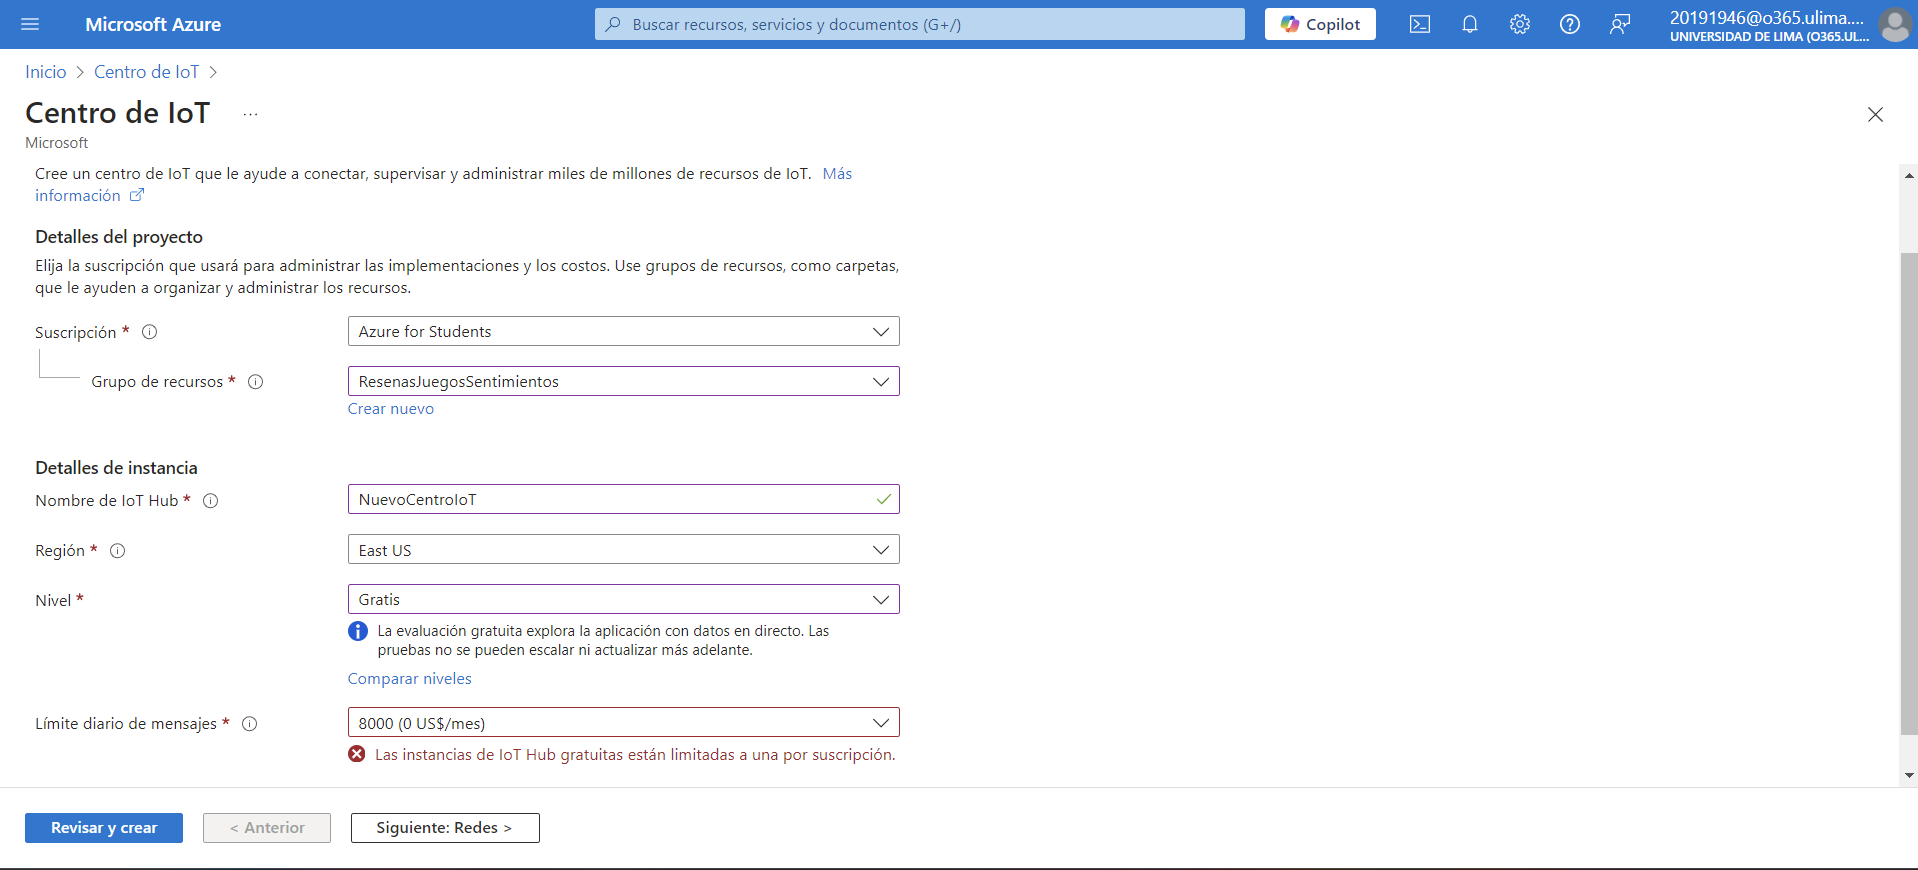 Microsoft Azure
Buscar recursos, servicios y documentos (G+/)
Copilot
20191946@o365.ulima....
UNIVERSIDAD DE LIMA (O365.UL...
Inicio > Centro de IoT >
Centro de IoT ...
Microsoft
Cree un centro de IoT que le ayude a conectar, supervisar y administrar miles de millones de recursos de IoT. Más
información
Detalles del proyecto
Elija la suscripción que usará para administrar las implementaciones y los costos. Use grupos de recursos, como carpetas,
que le ayuden a organizar y administrar los recursos.
Suscripción *
Azure for Students
Grupo de recursos *
ResenasJuegosSentimientos
Crear nuevo
Detalles de instancia
Nombre de IoT Hub *
NuevoCentroIoT
Región *
East US
Nivel *
Gratis
La evaluación gratuita explora la aplicación con datos en directo. Las
pruebas no se pueden escalar ni actualizar más adelante.
Comparar niveles
Límite diario de mensajes *
8000 (0 US$/mes)
Las instancias de IoT Hub gratuitas están limitadas a una por suscripción.
Revisar y crear
< Anterior
Siguiente: Redes >